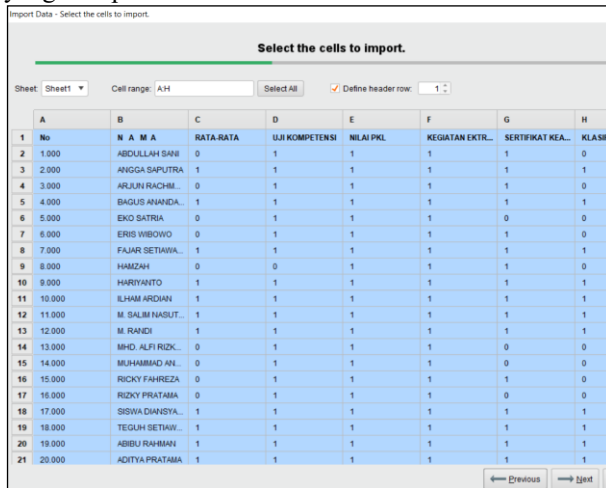 Import Data - Select the cells to import.
Select the cells to import.
Sheet: Sheet1 Cell range: A:H Select All Define header row: 1
A B C D E F G H
1 No N A M A RATA-RATA UJI KOMPETENSI NILAI PKL KEGIATAN EKTR... SERTIFIKAT KEA...
2 1.000 ABDULLAH SANI 0 1 1 1 1 0
3 2.000 ANGGA SAPUTRA 1 1 1 1 1 1
4 3.000 ARJUN RACHM... 0 1 1 1 1 0
5 4.000 BAGUS ANANDA... 1 1 1 1 1 1
6 5.000 EKO SATRIA 0 1 1 1 0 0
7 6.000 ERIS WIBOWO 0 1 1 1 1 0
8 7.000 FAJAR SETIAWA... 1 1 1 1 1 1
9 8.000 HAMZAH 0 0 1 1 1 0
10 9.000 HARIYANTO 1 1 1 1 1 1
11 10.000 ILHAM ARDIAN 1 1 1 1 1 1
12 11.000 M. SALIM NASUT... 1 1 1 1 1 1
13 12.000 M. RANDI 1 1 1 1 1 1
14 13.000 MHD. ALFI RIZK... 0 1 1 1 0 0
15 14.000 MUHAMMAD AN... 0 1 1 1 0 0
16 15.000 RICKY FAHREZA 0 1 1 1 1 0
17 16.000 RIZKY PRATAMA 0 1 1 1 0 0
18 17.000 SISWA DIANSYA... 1 1 1 1 1 1
19 18.000 TEGUH SETIAW... 1 1 1 1 1 1
20 19.000 ABIBU RAHMAN 1 1 1 1 1 1
21 20.000 ADITYA PRATAMA 1 1 1 1 1 1
Previous Next